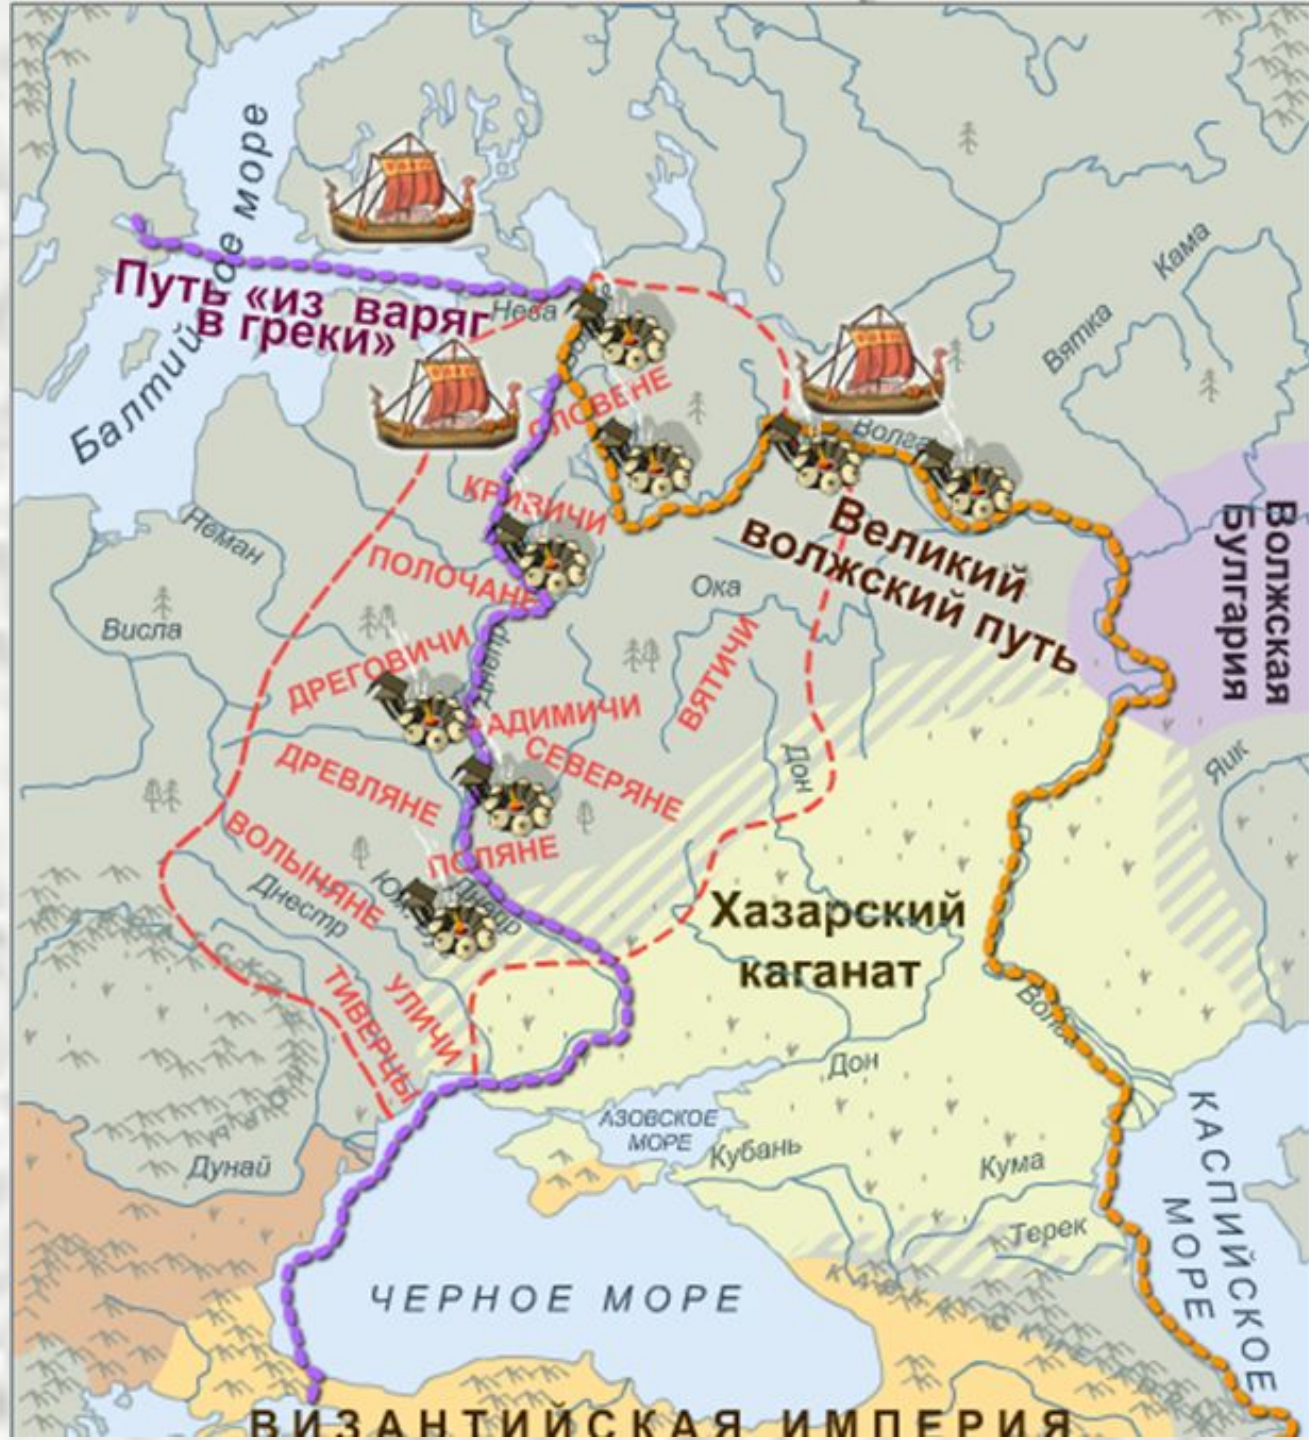 Балтийское море
Путь «из варяг
в греки»
Нева
СЛОВЕНЕ
Кама
Вятка
Волга
КРИВИЧИ
Великий
волжский путь
Волжская
Булгария
Неман
ПОЛОЧАНЕ
Ока
Висла
ДРЕГОВИЧИ
Днепр
АДИМИЧИ
ВЯТИЧИ
СЕВЕРЯНЕ
ДРЕВЛЯНЕ
Дон
Яик
ВОЛЫНЯНЕ
ПОЛЯНЕ
Днестр
Днепр
Хазарский
каганат
ТИВЕРЦЫ
УЛИЧИ
Волга
Дон
АЗОВСКОЕ
МОРЕ
Кубань
Кума
Терек
Дунай
КАСПИЙСКОЕ
МОРЕ
ЧЕРНОЕ МОРЕ
ВИЗАНТИЙСКАЯ ИМПЕРИЯ